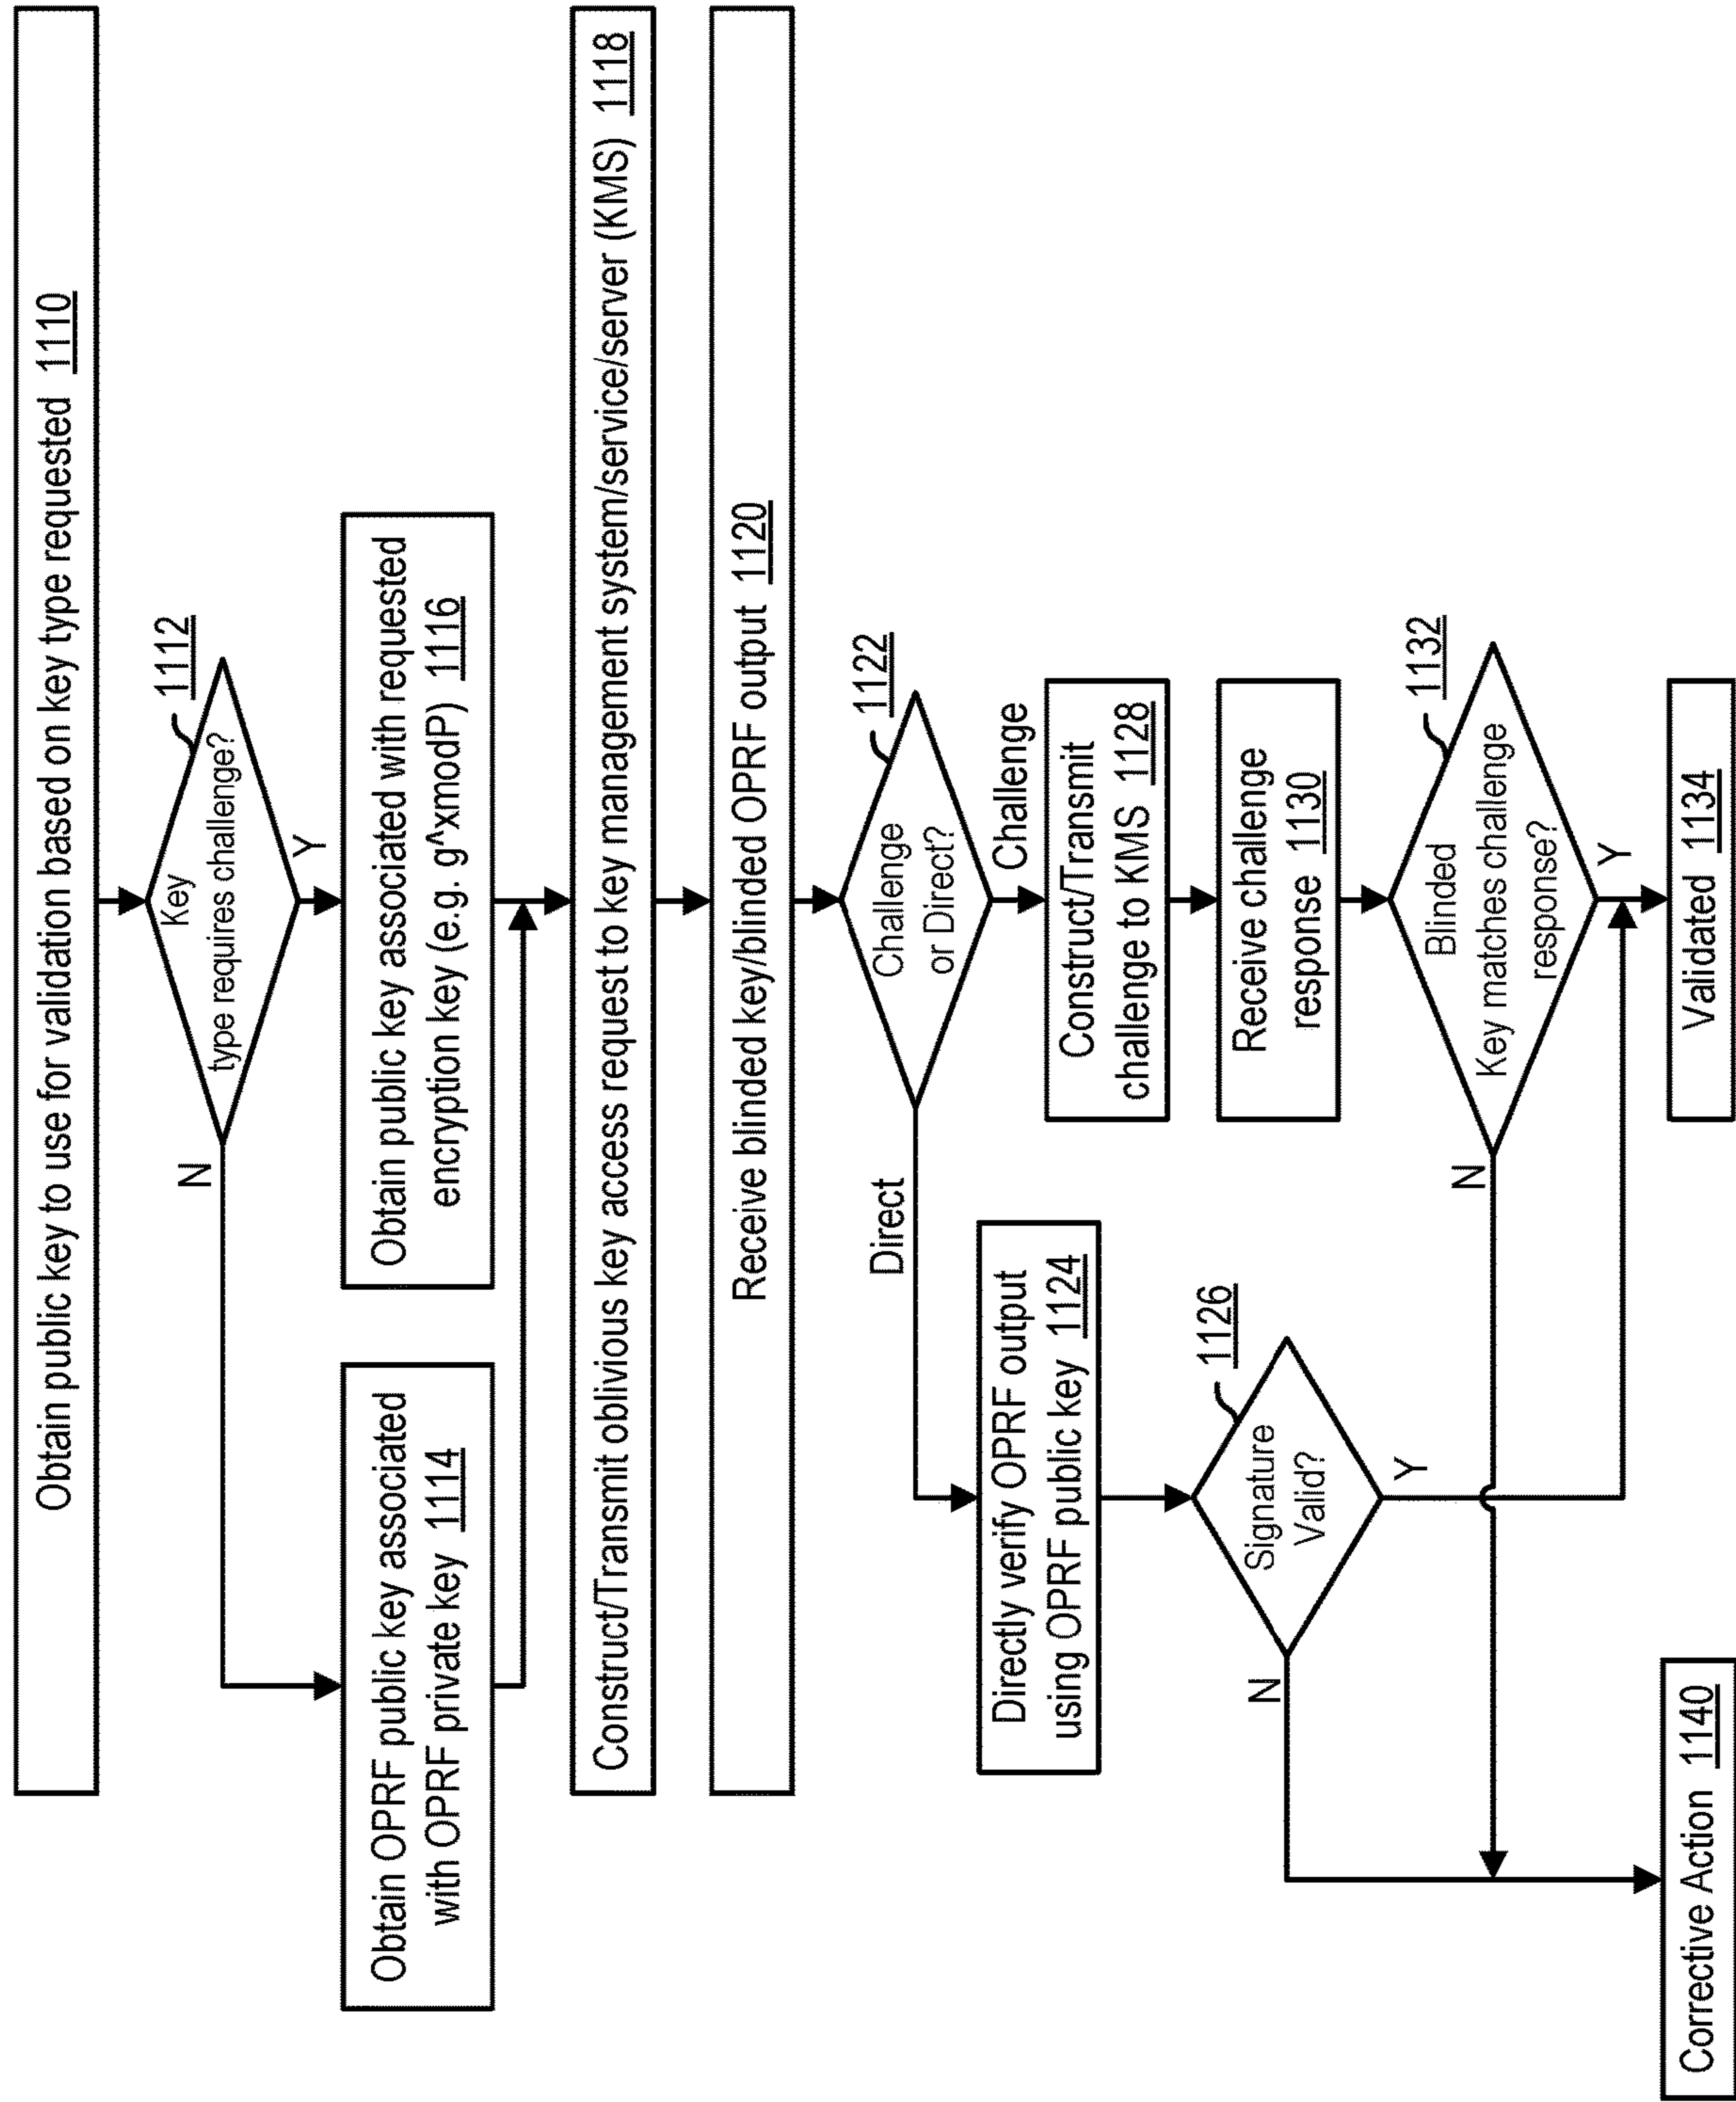 Obtain public key to use for validation based on key type requested 1110
1112
Key
type requires challenge?
N
Y
Obtain OPRF public key associated
with OPRF private key 1114
Obtain public key associated with requested
encryption key (e.g. g^xmodP) 1116
Construct/Transmit oblivious key access request to key management system/service/server (KMS) 1118
Receive blinded key/blinded OPRF output 1120
1122
Challenge
or Direct?
Direct
Challenge
Directly verify OPRF output
using OPRF public key 1124
Construct/Transmit
challenge to KMS 1128
1126
Signature
Valid?
N
Y
Receive challenge
response 1130
1132
Blinded
Key matches challenge
response?
N
Y
Corrective Action 1140
Validated 1134